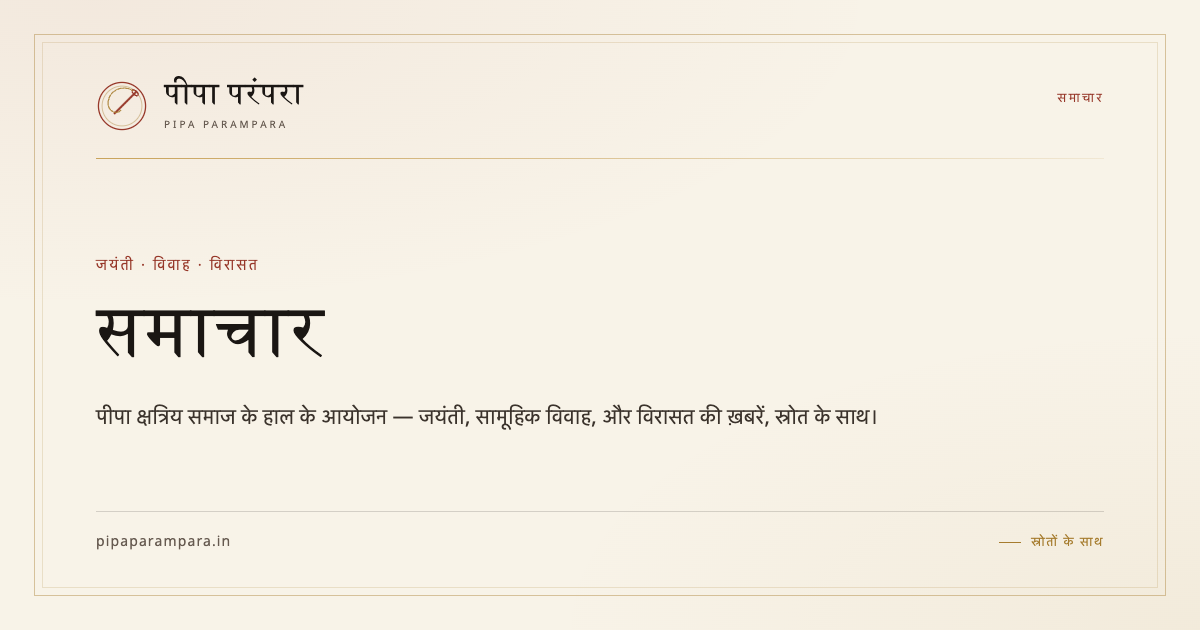 पीपा परंपरा
PIPA PARAMPARA
समाचार
जयंती · विवाह · विरासत
समाचार
पीपा क्षत्रिय समाज के हाल के आयोजन — जयंती, सामूहिक विवाह, और विरासत की ख़बरें, स्रोत के साथ।
pipaparampara.in
स्रोतों के साथ